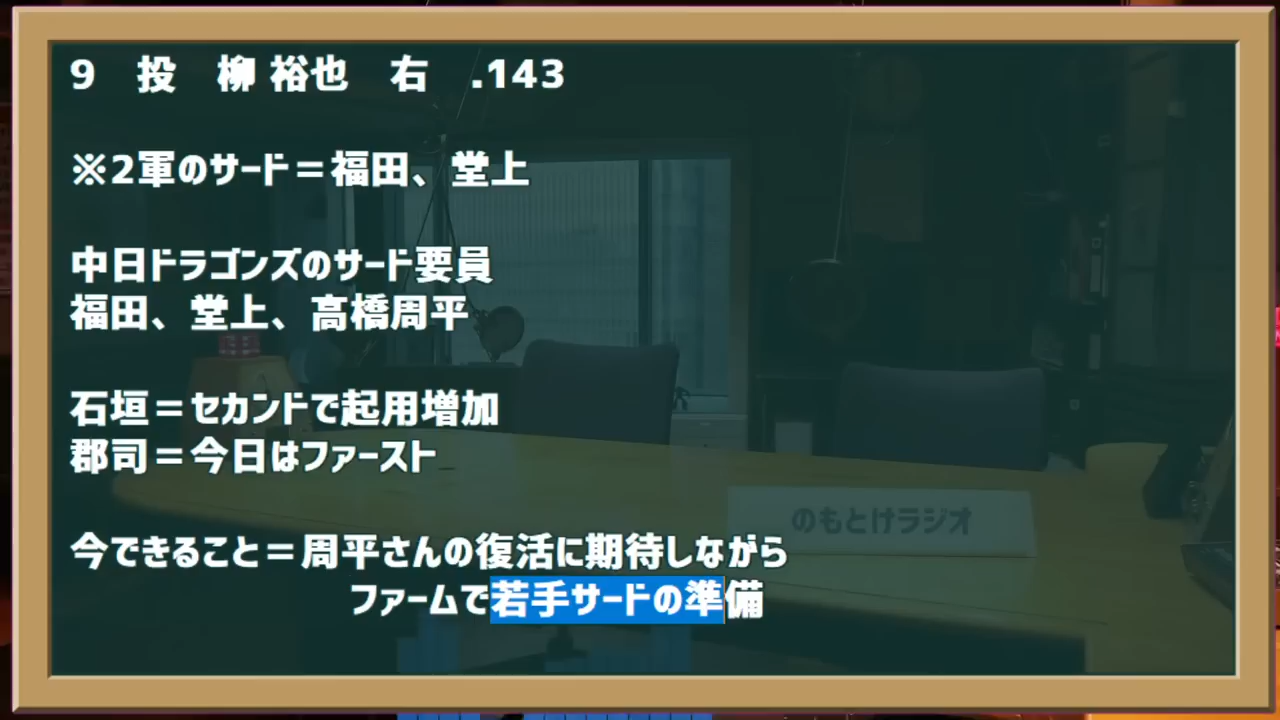 9　投　柳 裕也　右　.143
※2軍のサード＝福田、堂上
中日ドラゴンズのサード要員
福田、堂上、高橋周平
石垣＝セカンドで起用増加
郡司＝今日はファースト
のもとけラジオ
今できること＝周平さんの復活に期待しながら
ファームで若手サードの準備